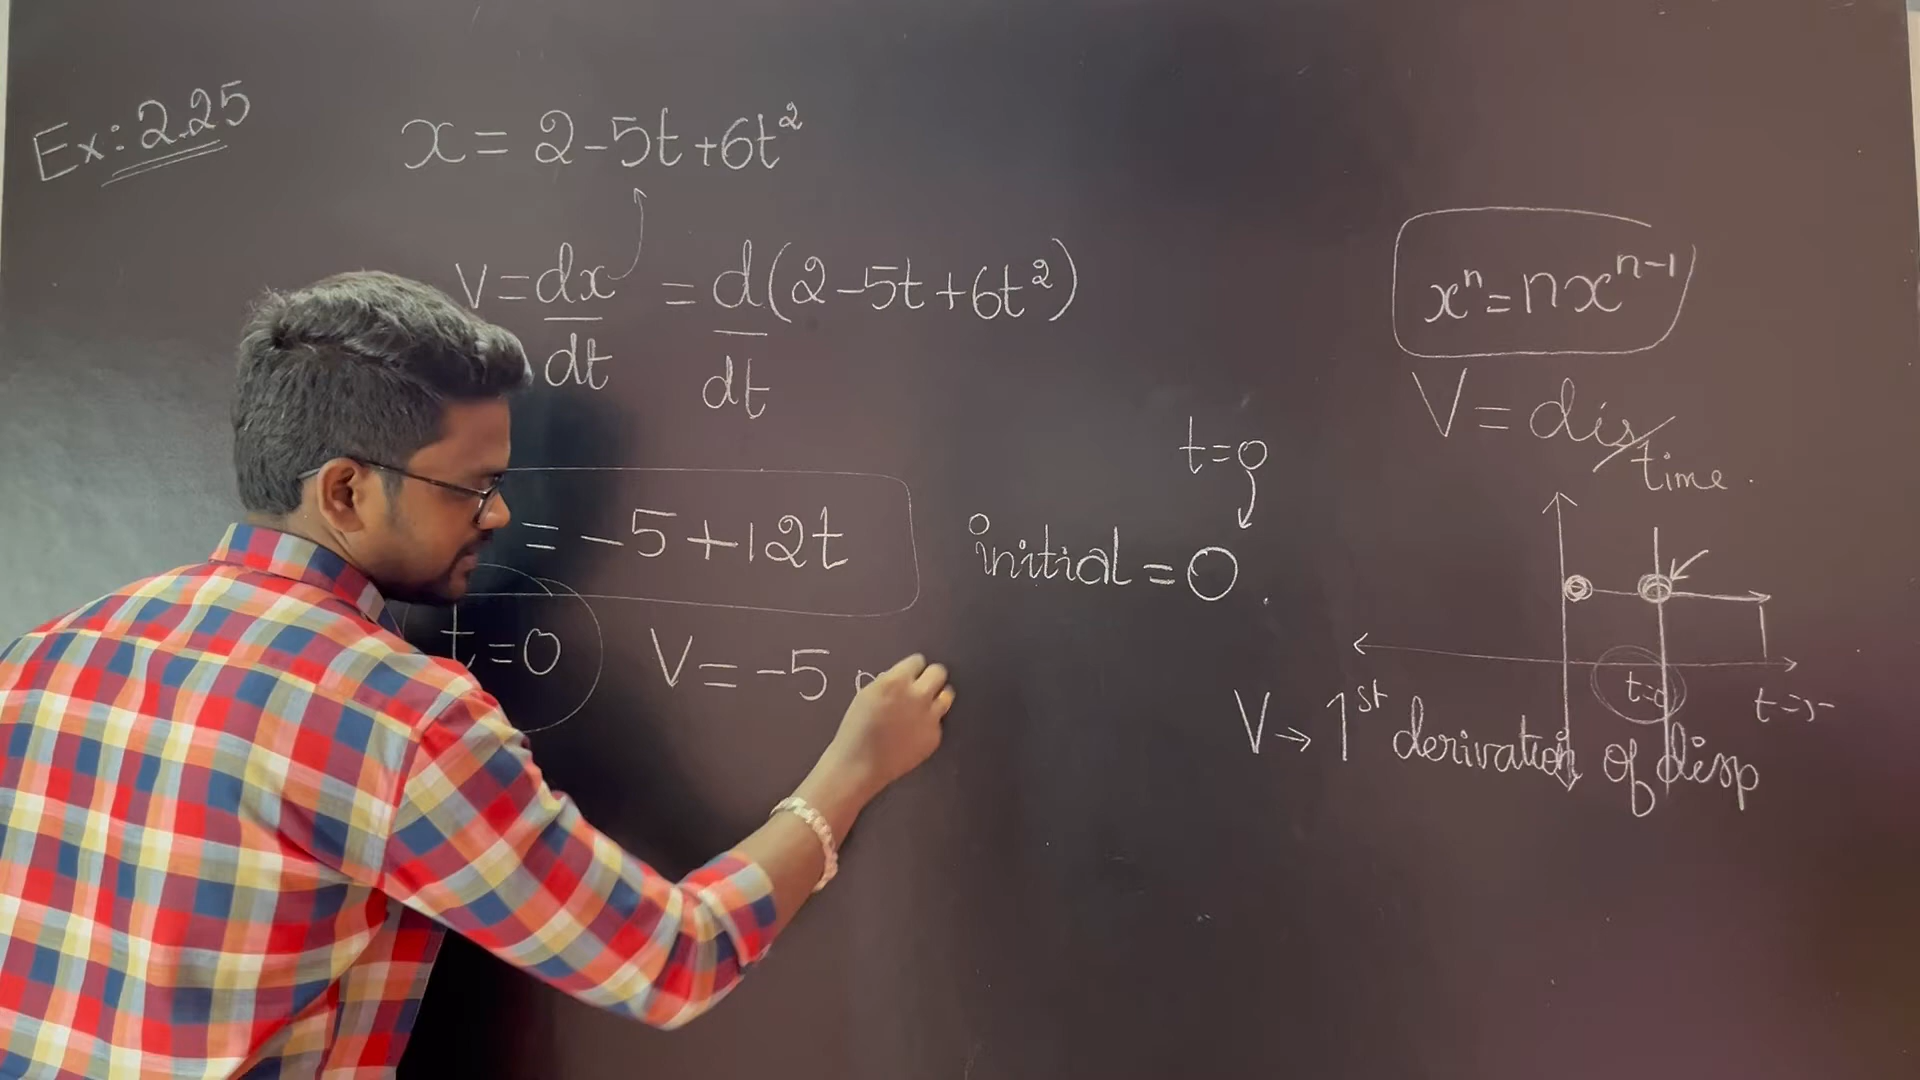 Ex: 2.25
x = 2-5t+6t²
v = dx/dt = d/dt (2-5t+6t²)
= -5+12t
t=0 V = -5
t=0
initial = 0
xⁿ = nxⁿ⁻¹
V = dis/time.
t=0
V → 1st derivation of disp